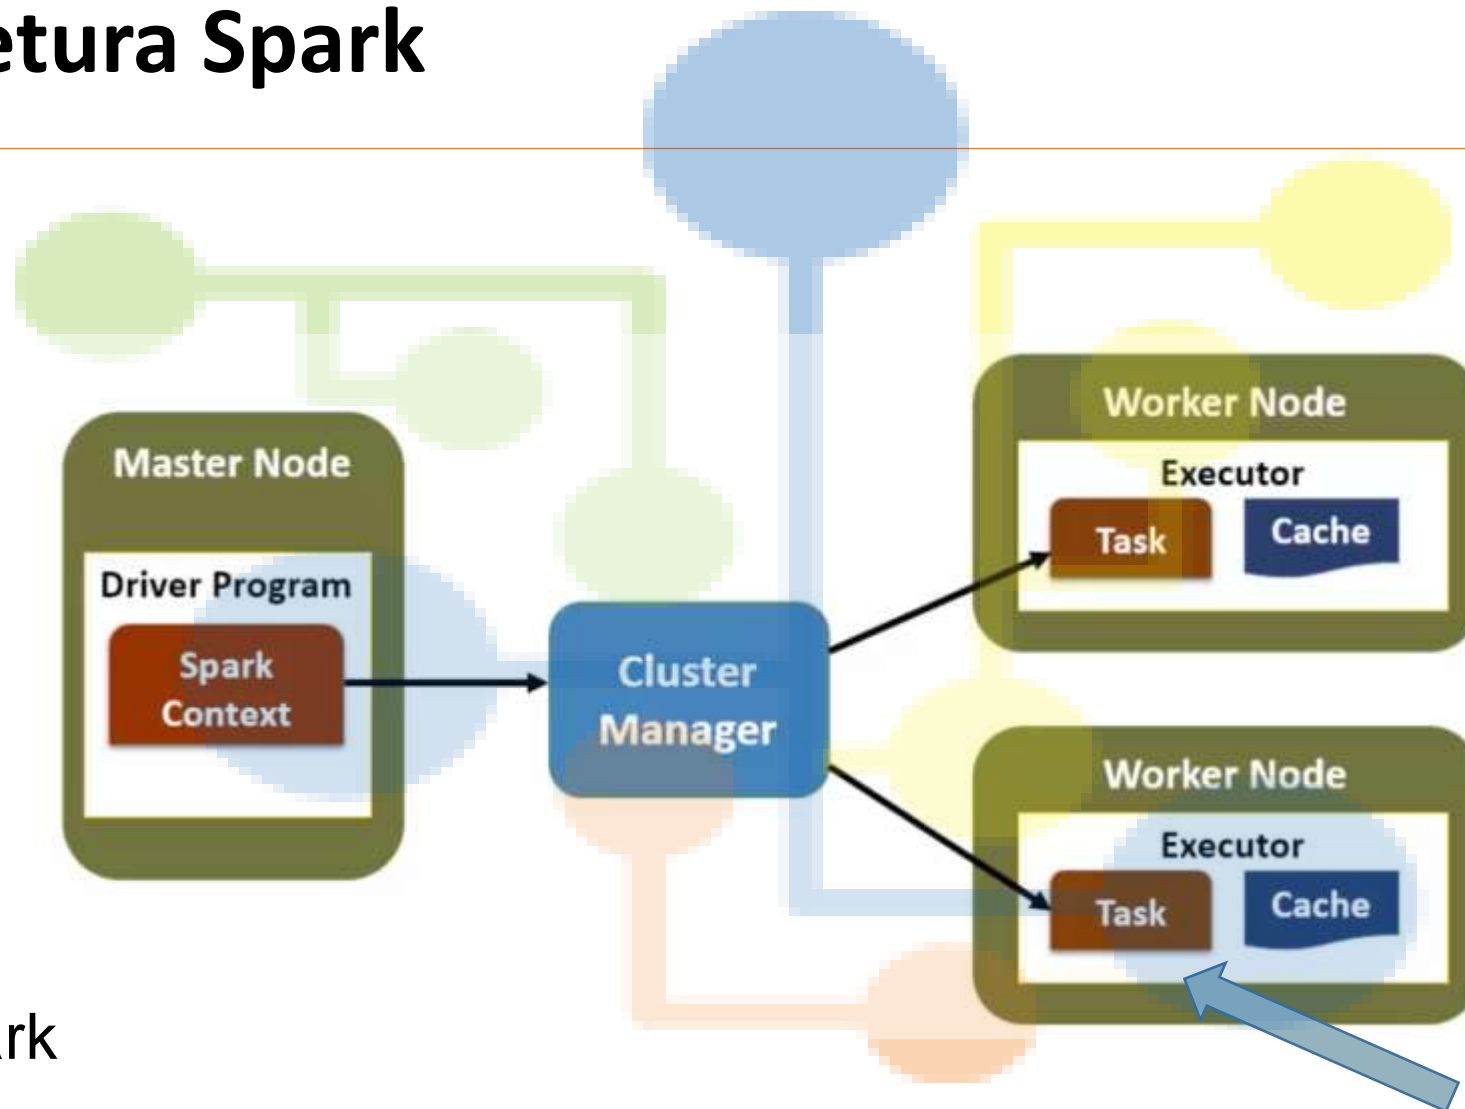 etura Spark
Master Node
Driver Program
Spark
Context
Cluster
Manager
Worker Node
Executor
Task
Cache
Worker Node
Executor
Task
Cache
rk